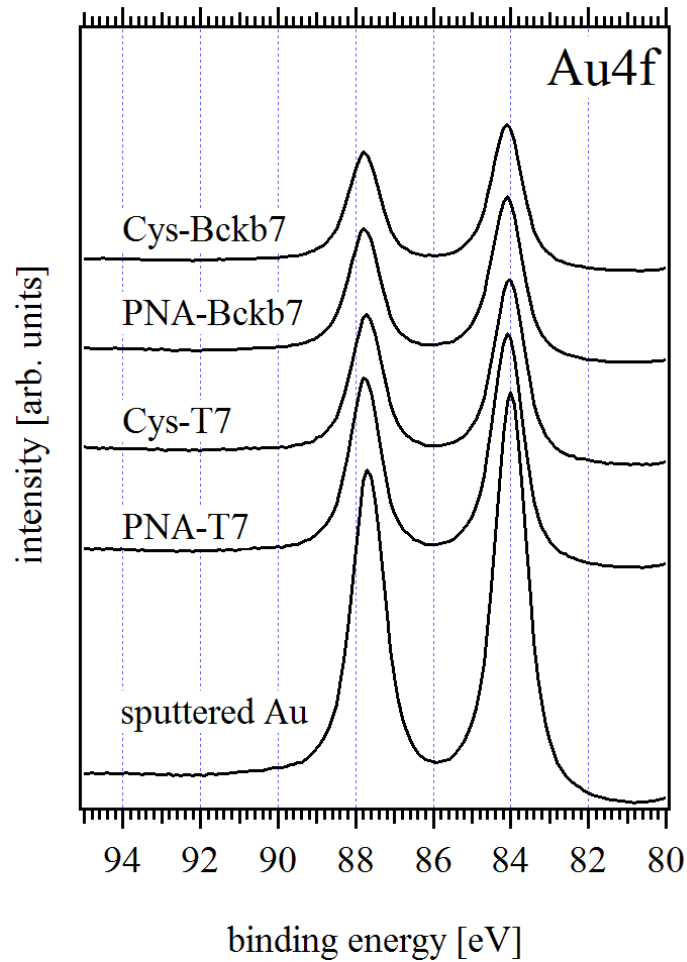 Au4f
Cys-Bckb7
PNA-Bckb7
Cys-T7
PNA-T7
sputtered Au
intensity [arb. units]
94 92 90 88 86 84 82 80
binding energy [eV]